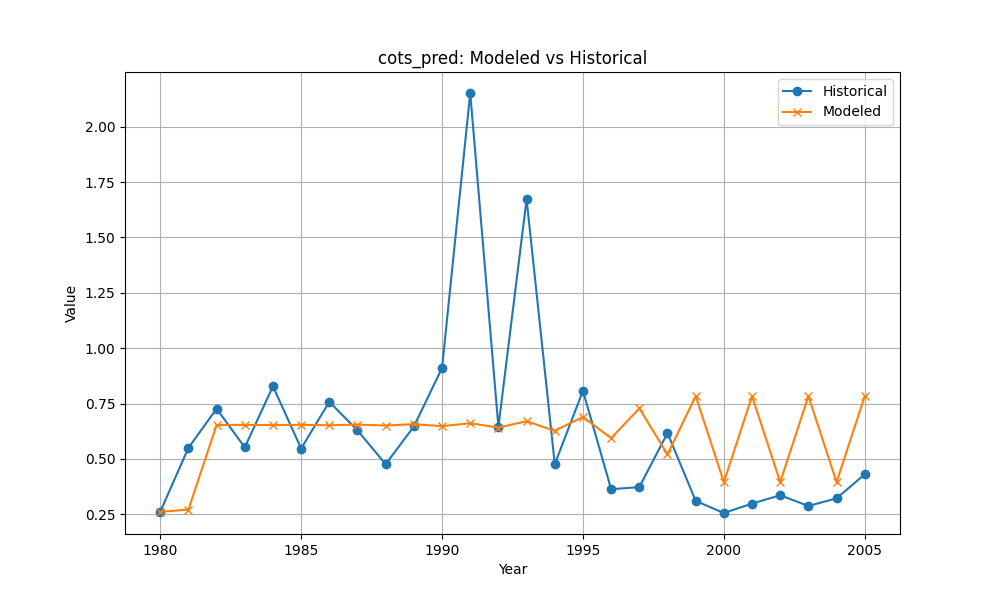 cots_pred: Modeled vs Historical
Historical
Modeled
Value
2.00
1.75
1.50
1.25
1.00
0.75
0.50
0.25
1980 1985 1990 1995 2000 2005
Year